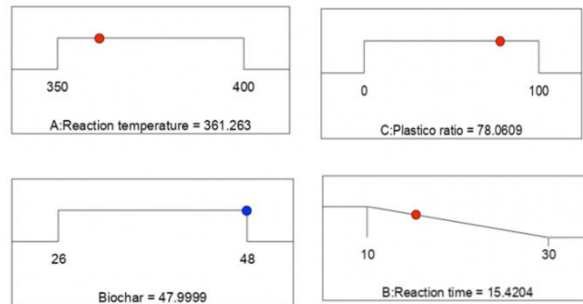 350
400
A:Reaction temperature = 361.263
0
100
C:Plastico ratio = 78.0609
26
48
Biochar = 47.9999
10
30
B:Reaction time = 15.4204